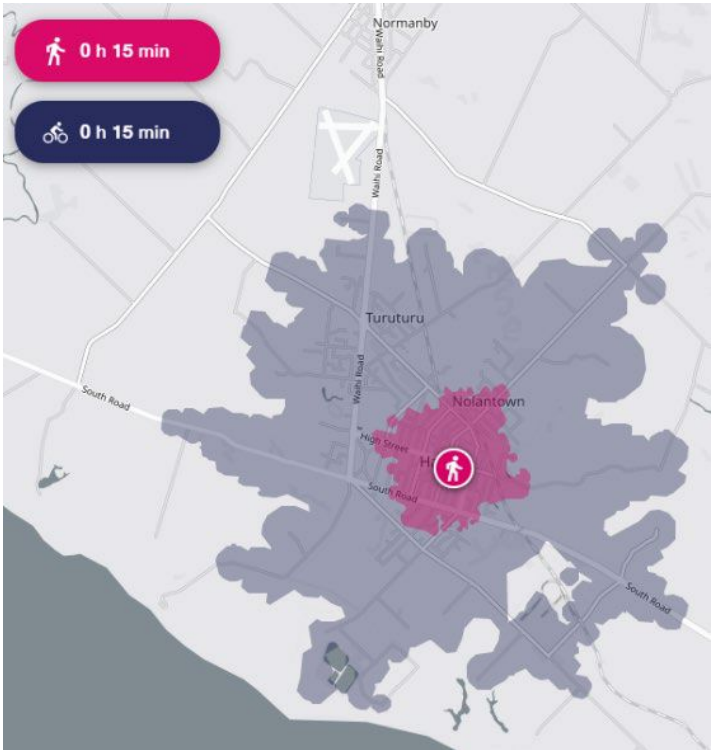 Normanby
0 h 15 min
Waihi Road
0 h 15 min
Waihi Road
Turuturu
Waihi Road
South Road
Nolantown
High Street
Ha
South Road
South Road